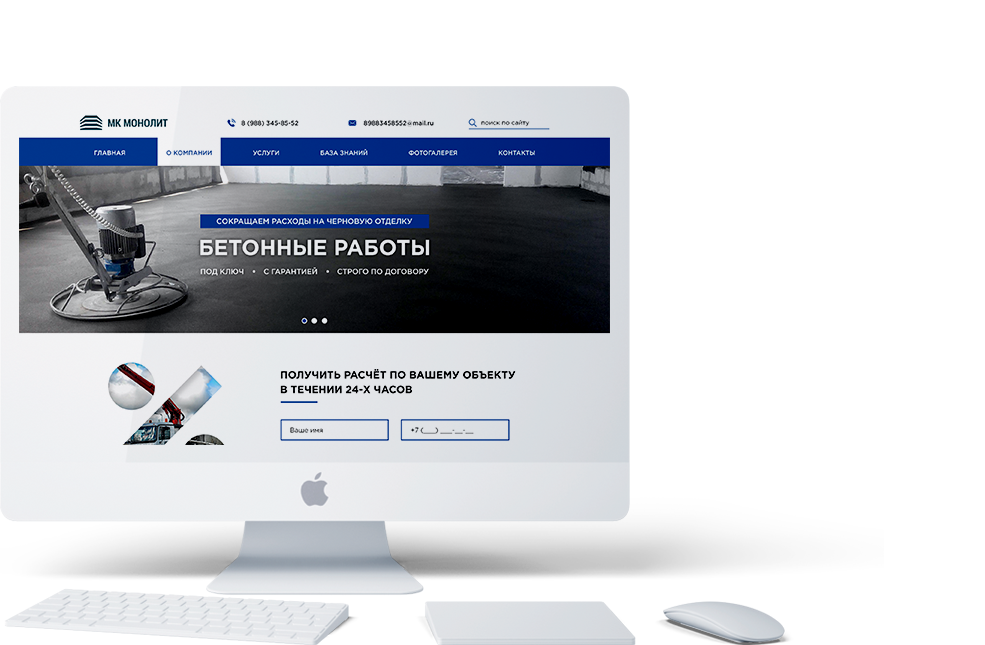 МК МОНОЛИТ
8 (988) 345-85-52
89883458552@mail.ru
поиск по сайту
ГЛАВНАЯ
О КОМПАНИИ
УСЛУГИ
БАЗА ЗНАНИЙ
ФОТОГАЛЕРЕЯ
КОНТАКТЫ
СОКРАЩАЕМ РАСХОДЫ НА ЧЕРНОВУЮ ОТДЕЛКУ
БЕТОННЫЕ РАБОТЫ
ПОД КЛЮЧ • С ГАРАНТИЕЙ • СТРОГО ПО ДОГОВОРУ
ПОЛУЧИТЬ РАСЧЁТ ПО ВАШЕМУ ОБЪЕКТУ
В ТЕЧЕНИИ 24-Х ЧАСОВ
Ваше имя
+7 (___) ___-__-__